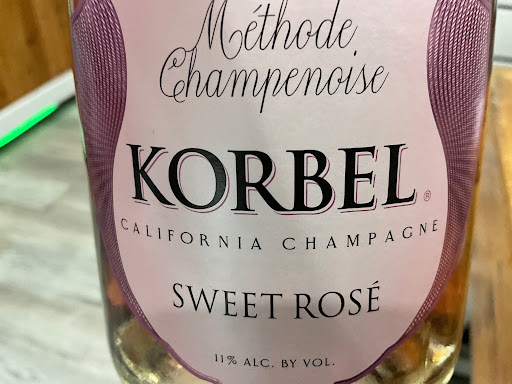 Méthode
Champenoise
KORBEL®
CALIFORNIA CHAMPAGNE
SWEET ROSÉ
11% ALC. BY VOL.